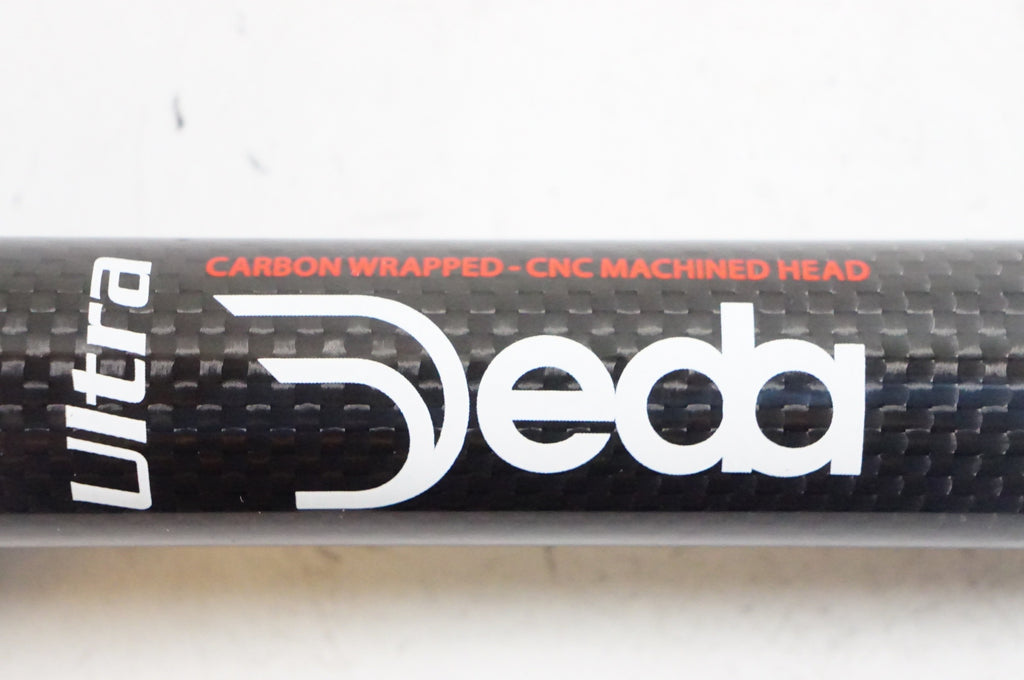 CARBON WRAPPED - CNC MACHINED HEAD
Ultra
Deda